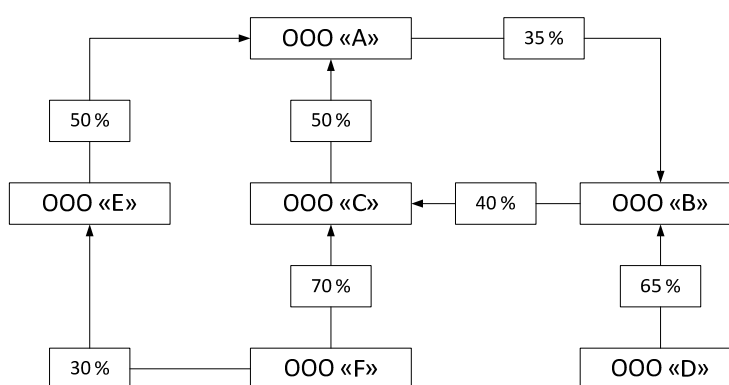 ООО «А»
35 %
50 %
50 %
ООО «Е»
ООО «С»
40 %
ООО «В»
70 %
65 %
30 %
ООО «F»
ООО «D»